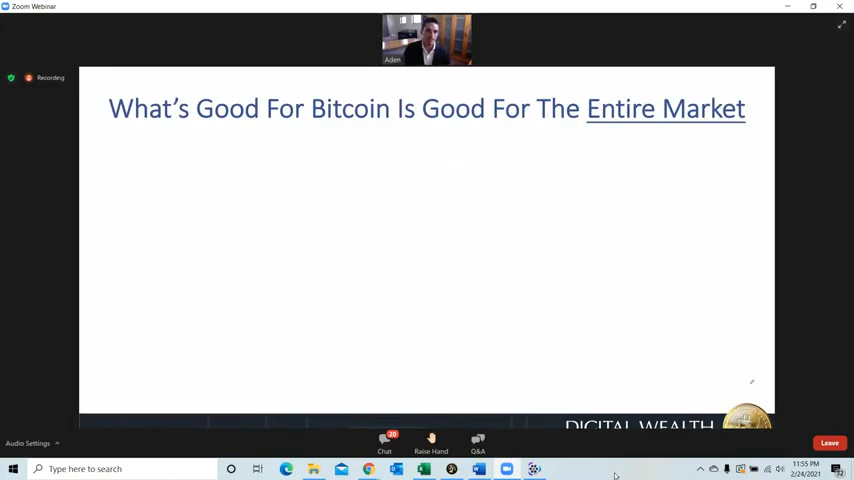 Zoom Webinar
Aden
Recording
What's Good For Bitcoin Is Good For The Entire Market
DIGITAL WEALTH
Audio Settings
20
Chat
Raise Hand
Q&A
Leave
Type here to search
11:55 PM
2/24/2021